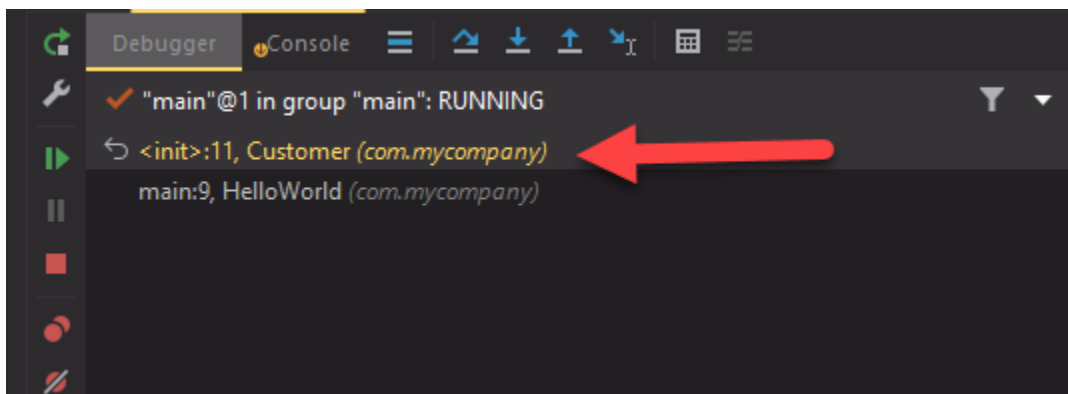 Debugger Console
"main"@1 in group "main": RUNNING
<init>:11, Customer (com.mycompany)
main:9, HelloWorld (com.mycompany)